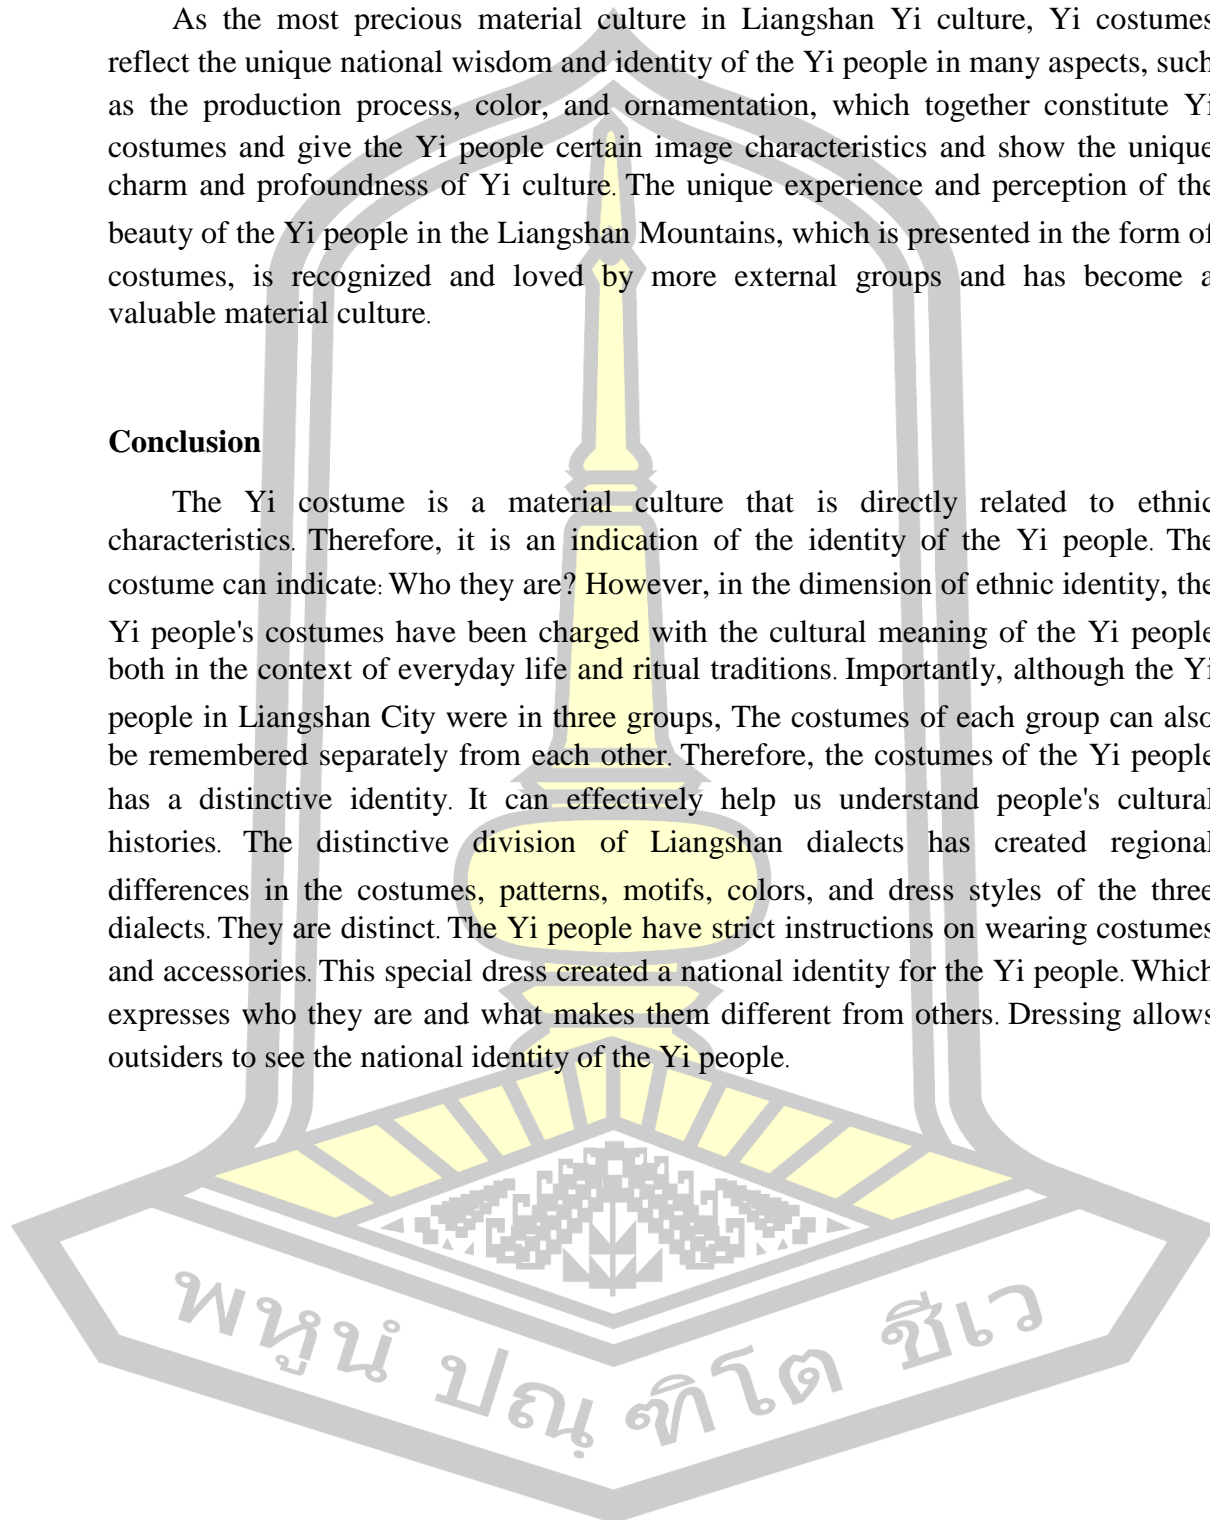 As the most precious material culture in Liangshan Yi culture, Yi costumes
reflect the unique national wisdom and identity of the Yi people in many aspects, such
as the production process, color, and ornamentation, which together constitute Yi
costumes and give the Yi people certain image characteristics and show the unique
charm and profoundness of Yi culture. The unique experience and perception of the
beauty of the Yi people in the Liangshan Mountains, which is presented in the form of
costumes, is recognized and loved by more external groups and has become a
valuable material culture.
Conclusion
The Yi costume is a material culture that is directly related to ethnic
characteristics. Therefore, it is an indication of the identity of the Yi people. The
costume can indicate: Who they are? However, in the dimension of ethnic identity, the
Yi people's costumes have been charged with the cultural meaning of the Yi people
both in the context of everyday life and ritual traditions. Importantly, although the Yi
people in Liangshan City were in three groups, The costumes of each group can also
be remembered separately from each other. Therefore, the costumes of the Yi people
has a distinctive identity. It can effectively help us understand people's cultural
histories. The distinctive division of Liangshan dialects has created regional
differences in the costumes, patterns, motifs, colors, and dress styles of the three
dialects. They are distinct. The Yi people have strict instructions on wearing costumes
and accessories. This special dress created a national identity for the Yi people. Which
expresses who they are and what makes them different from others. Dressing allows
outsiders to see the national identity of the Yi people.
พหูนํ ปณฺฑิโต ชีเว